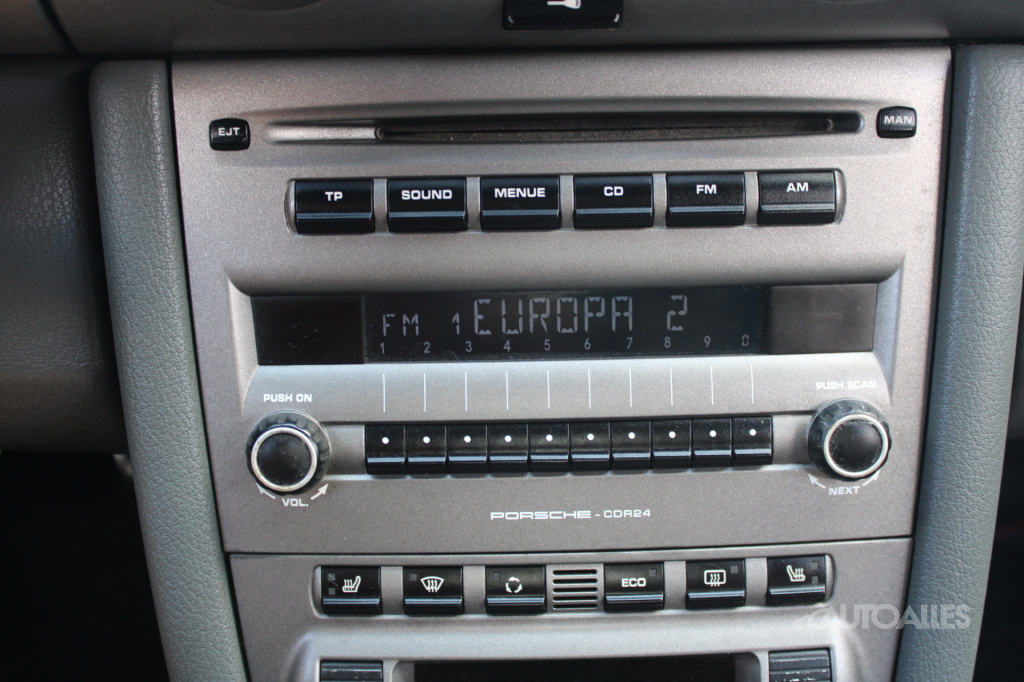 EJT
MAN
TP SOUND MENUE CD FM AM
FM 1 EUROPA 2
1 2 3 4 5 6 7 8 9 0
PUSH ON
PUSH SCAN
VOL.
NEXT
PORSCHE - CDR24
ECO
AUTOALLES